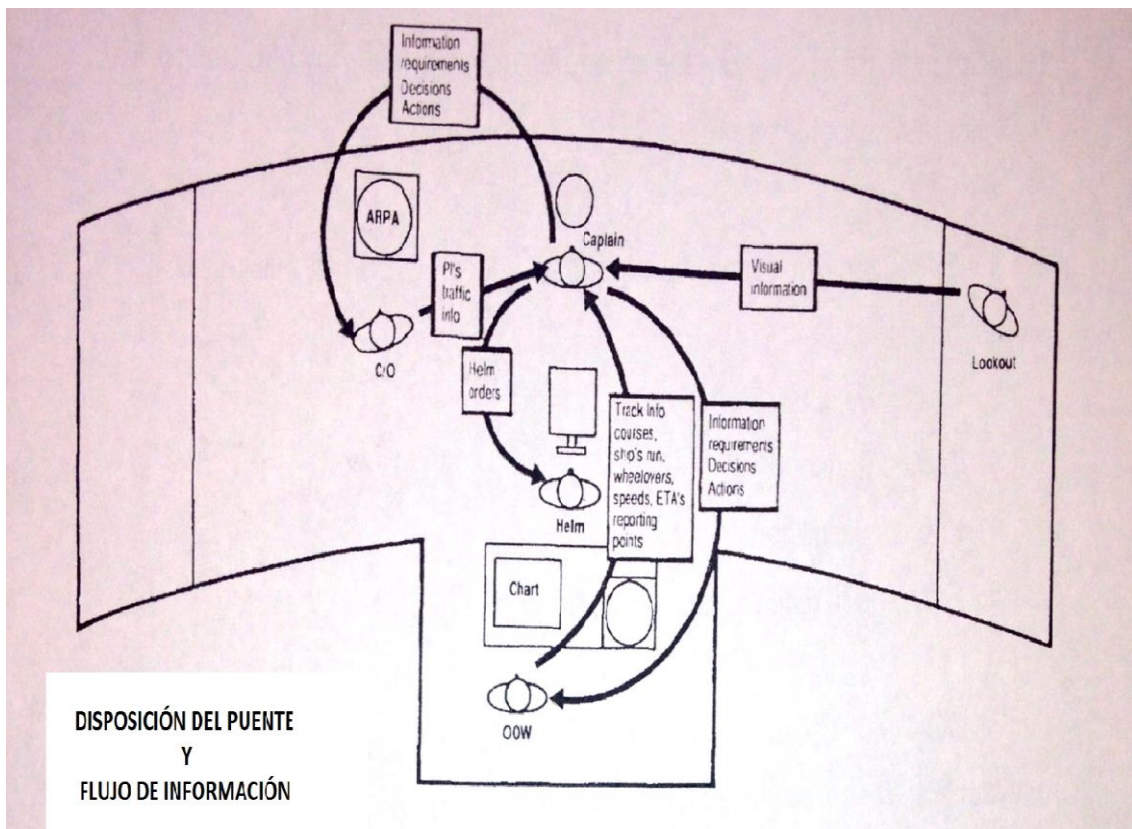 Information
requirements
Decisions
Actions
ARPA
Captain
PI's
traffic
info
Visual
information
C/O
Lookout
Helm
orders
Track Info
courses,
ship's run,
wheelovers,
speeds, ETA's
reporting
points
Information
requirements
Decisions
Actions
Helm
Chart
OOW
DISPOSICIÓN DEL PUENTE
Y
FLUJO DE INFORMACIÓN